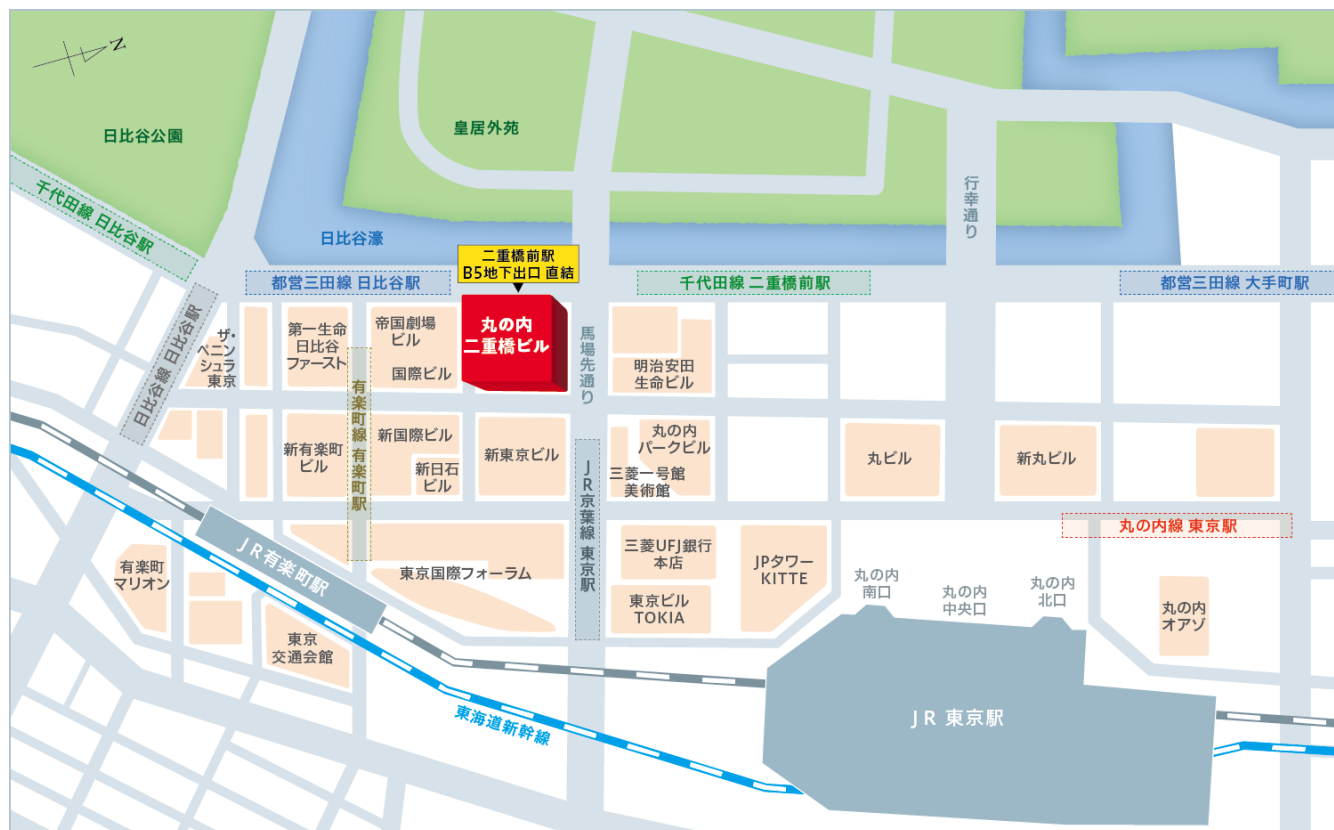 N
日比谷公園
皇居外苑
千代田線 日比谷駅
行幸通り
日比谷濠
二重橋前駅
B5地下出口 直結
都営三田線 日比谷駅
千代田線 二重橋前駅
都営三田線 大手町駅
日比谷線 日比谷駅
ザ・
ペニン
シュラ
東京
第一生命
日比谷
ファースト
帝国劇場
ビル
国際ビル
丸の内
二重橋ビル
馬場先通り
明治安田
生命ビル
有楽町線 有楽町駅
新有楽町
ビル
新国際ビル
新日石
ビル
新東京ビル
丸の内
パークビル
三菱一号館
美術館
丸ビル
新丸ビル
JR京葉線 東京駅
丸の内線 東京駅
JR有楽町駅
有楽町
マリオン
東京国際フォーラム
三菱UFJ銀行
本店
JPタワー
KITTE
東京ビル
TOKIA
丸の内
南口
丸の内
中央口
丸の内
北口
丸の内
オアゾ
東京
交通会館
東海道新幹線
JR 東京駅